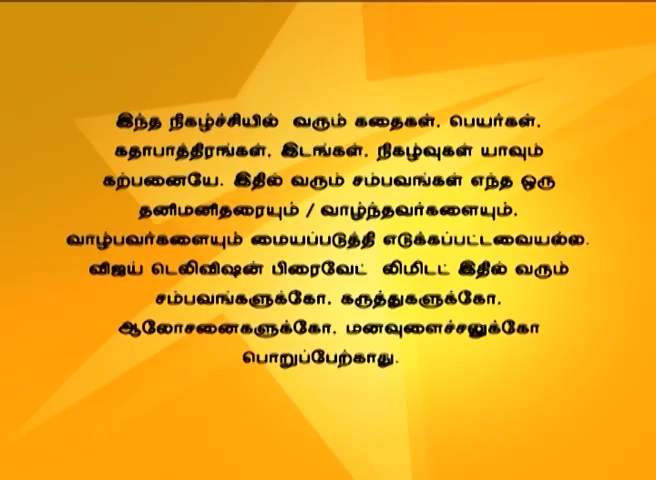 இந்த நிகழ்ச்சியில் வரும் கதைகள், பெயர்கள்,
கதாபாத்திரங்கள், இடங்கள், நிகழ்வுகள் யாவும்
கற்பனையே. இதில் வரும் சம்பவங்கள் எந்த ஒரு
தனிமனிதரையும் / வாழ்ந்தவர்களையும்,
வாழ்பவர்களையும் மையப்படுத்தி எடுக்கப்பட்டவையல்ல.
விஜய் டெலிவிஷன் பிரைவேட் லிமிடட் இதில் வரும்
சம்பவங்களுக்கோ, கருத்துகளுக்கோ,
ஆலோசனைகளுக்கோ, மனவுளைச்சலுக்கோ
பொறுப்பேற்காது.